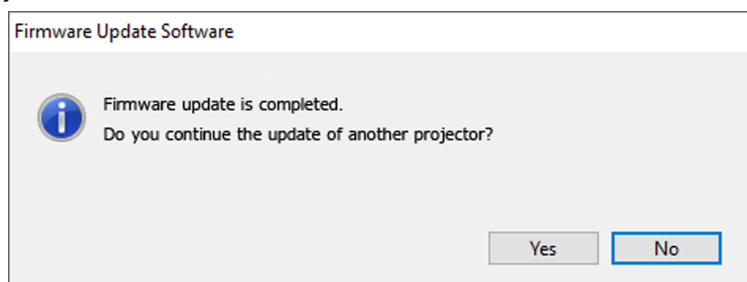 Firmware Update Software
Firmware update is completed.
Do you continue the update of another projector?
Yes
No